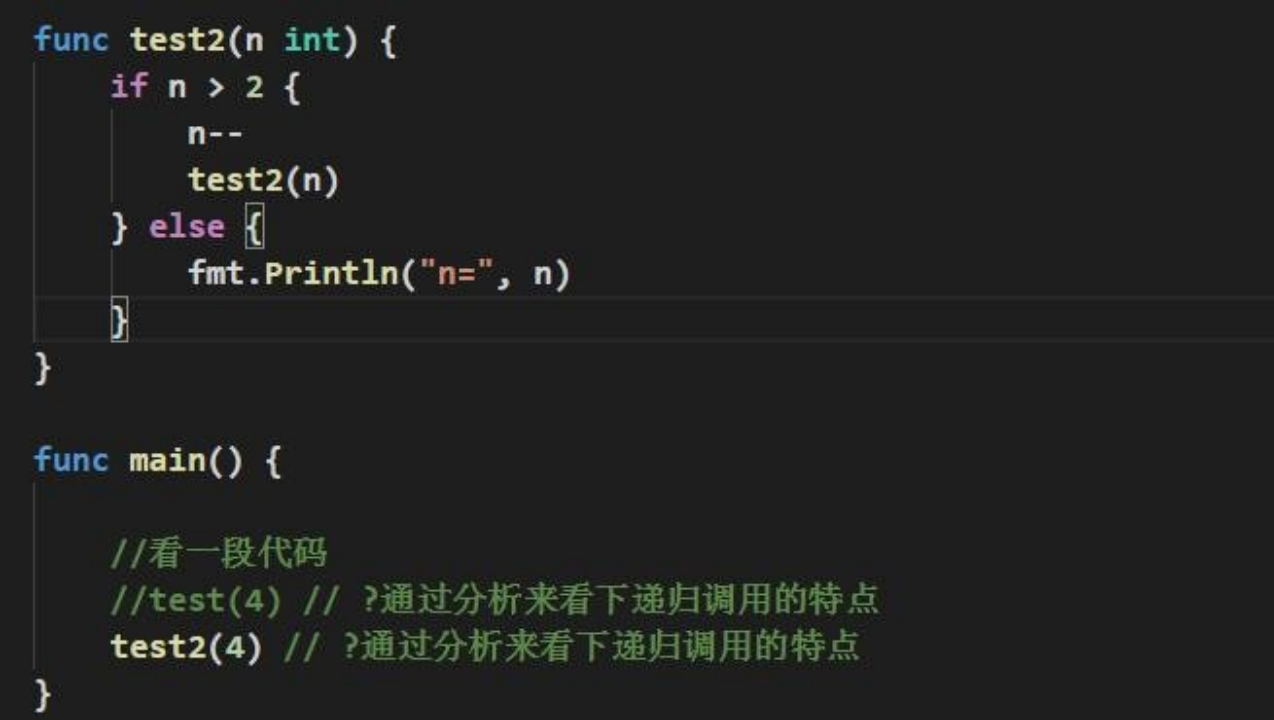 func test2(n int) {
    if n > 2 {
        n--
        test2(n)
    } else {
        fmt.Println("n=", n)
    }
}
func main() {
    //看一段代码
    //test(4) // ?通过分析来看下递归调用的特点
    test2(4) // ?通过分析来看下递归调用的特点
}